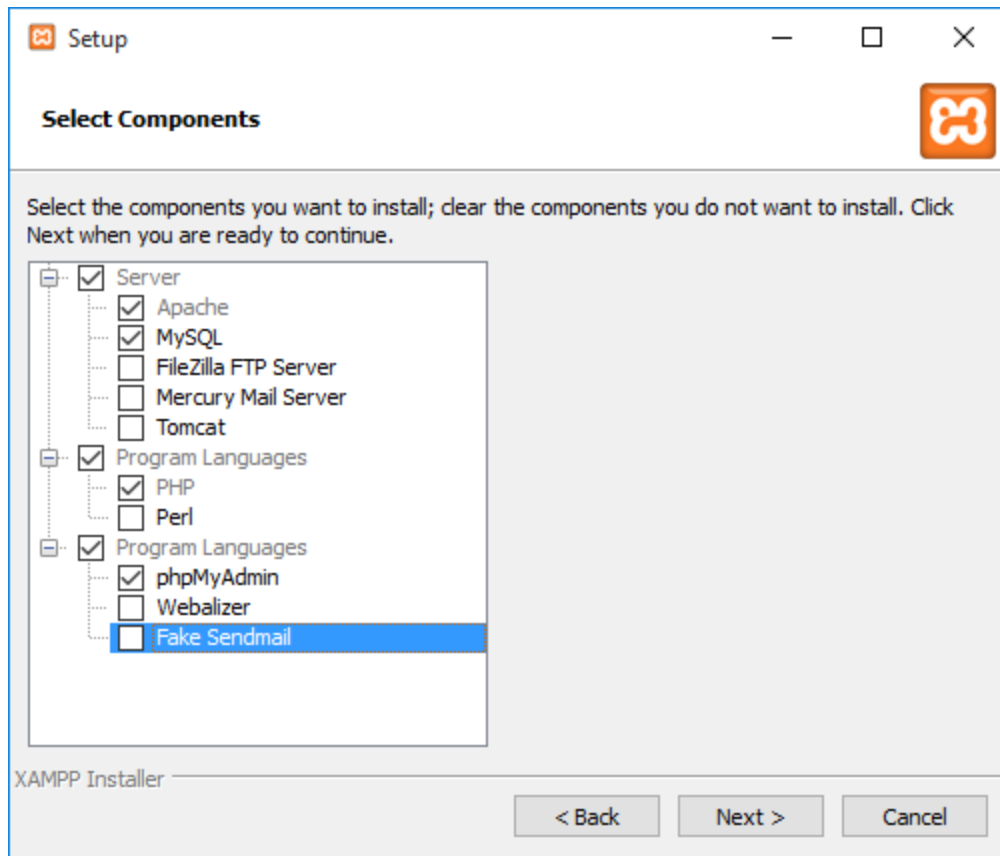 Setup
Select Components
Select the components you want to install; clear the components you do not want to install. Click
Next when you are ready to continue.
Server
Apache
MySQL
FileZilla FTP Server
Mercury Mail Server
Tomcat
Program Languages
PHP
Perl
Program Languages
phpMyAdmin
Webalizer
Fake Sendmail
XAMPP Installer
< Back Next > Cancel